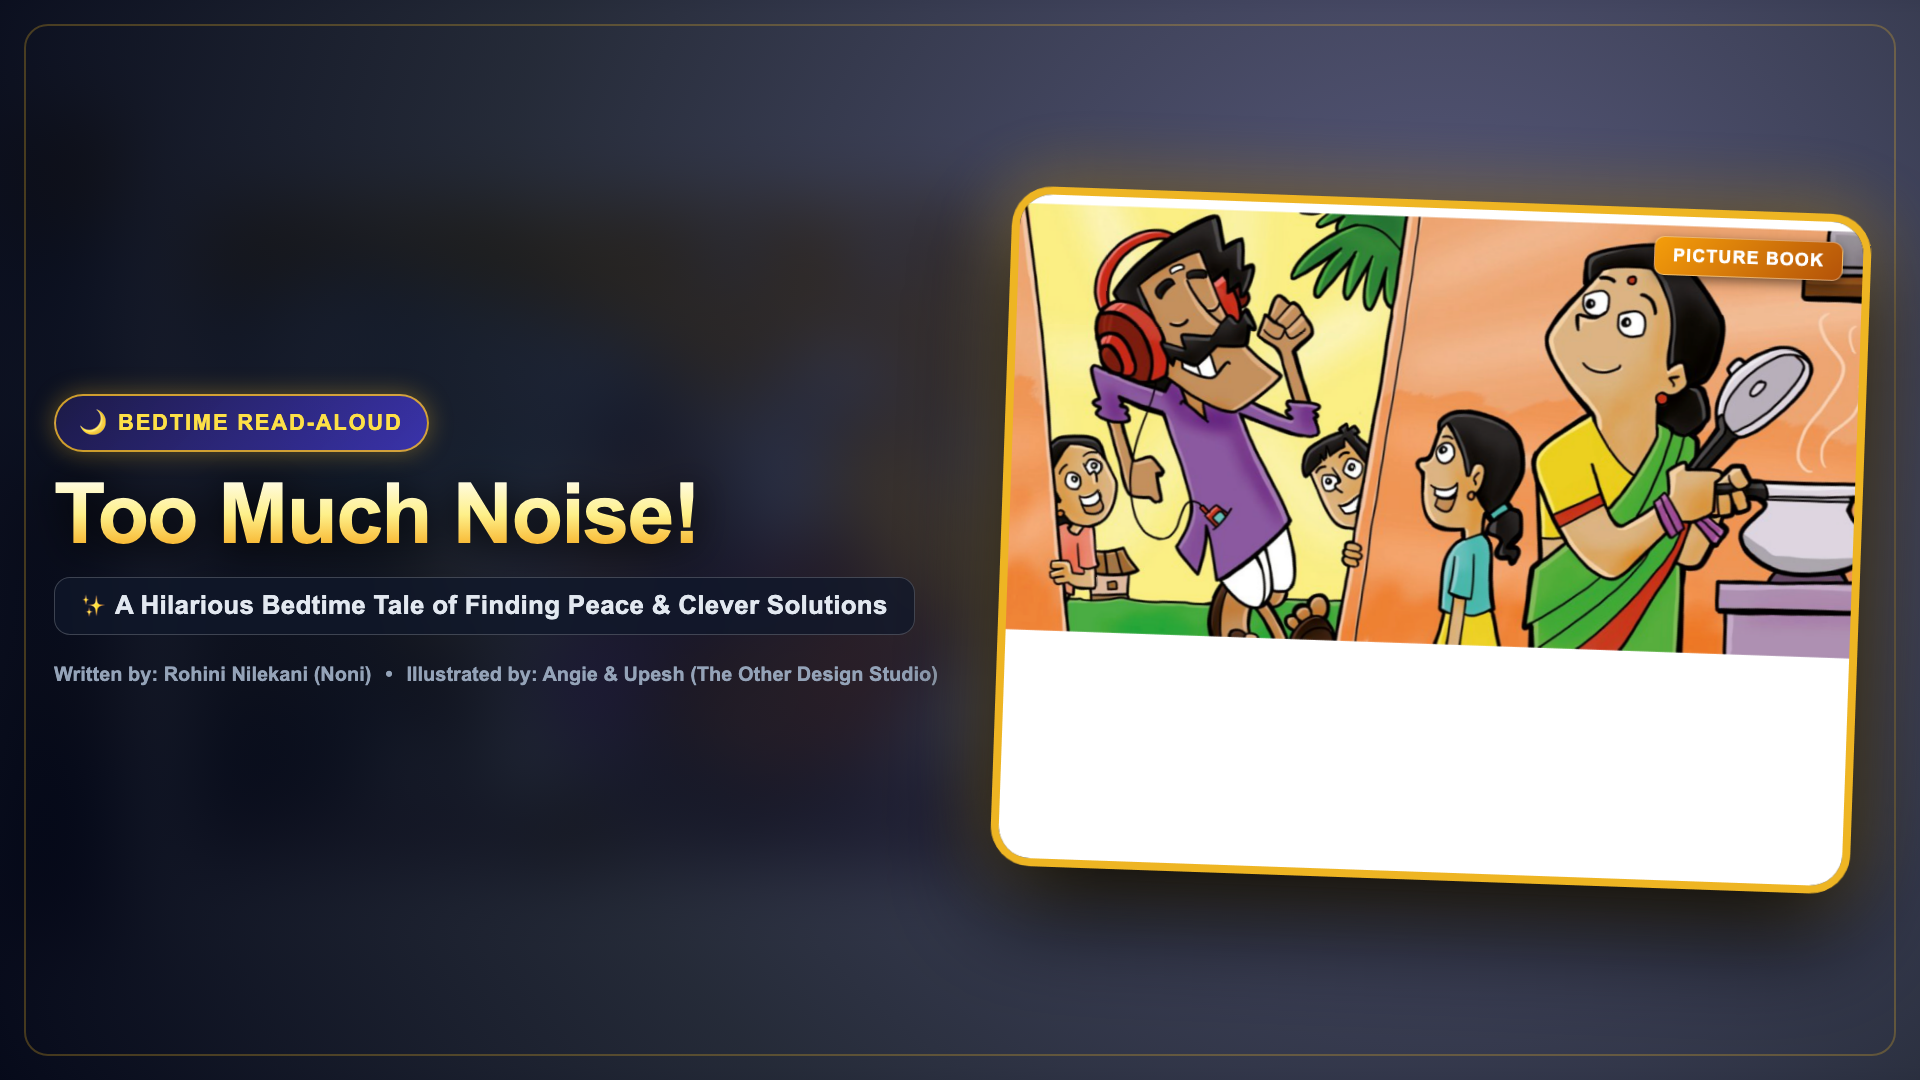 🌙 BEDTIME READ-ALOUD
Too Much Noise!
✨ A Hilarious Bedtime Tale of Finding Peace & Clever Solutions
Written by: Rohini Nilekani (Noni) • Illustrated by: Angie & Upesh (The Other Design Studio)
PICTURE BOOK